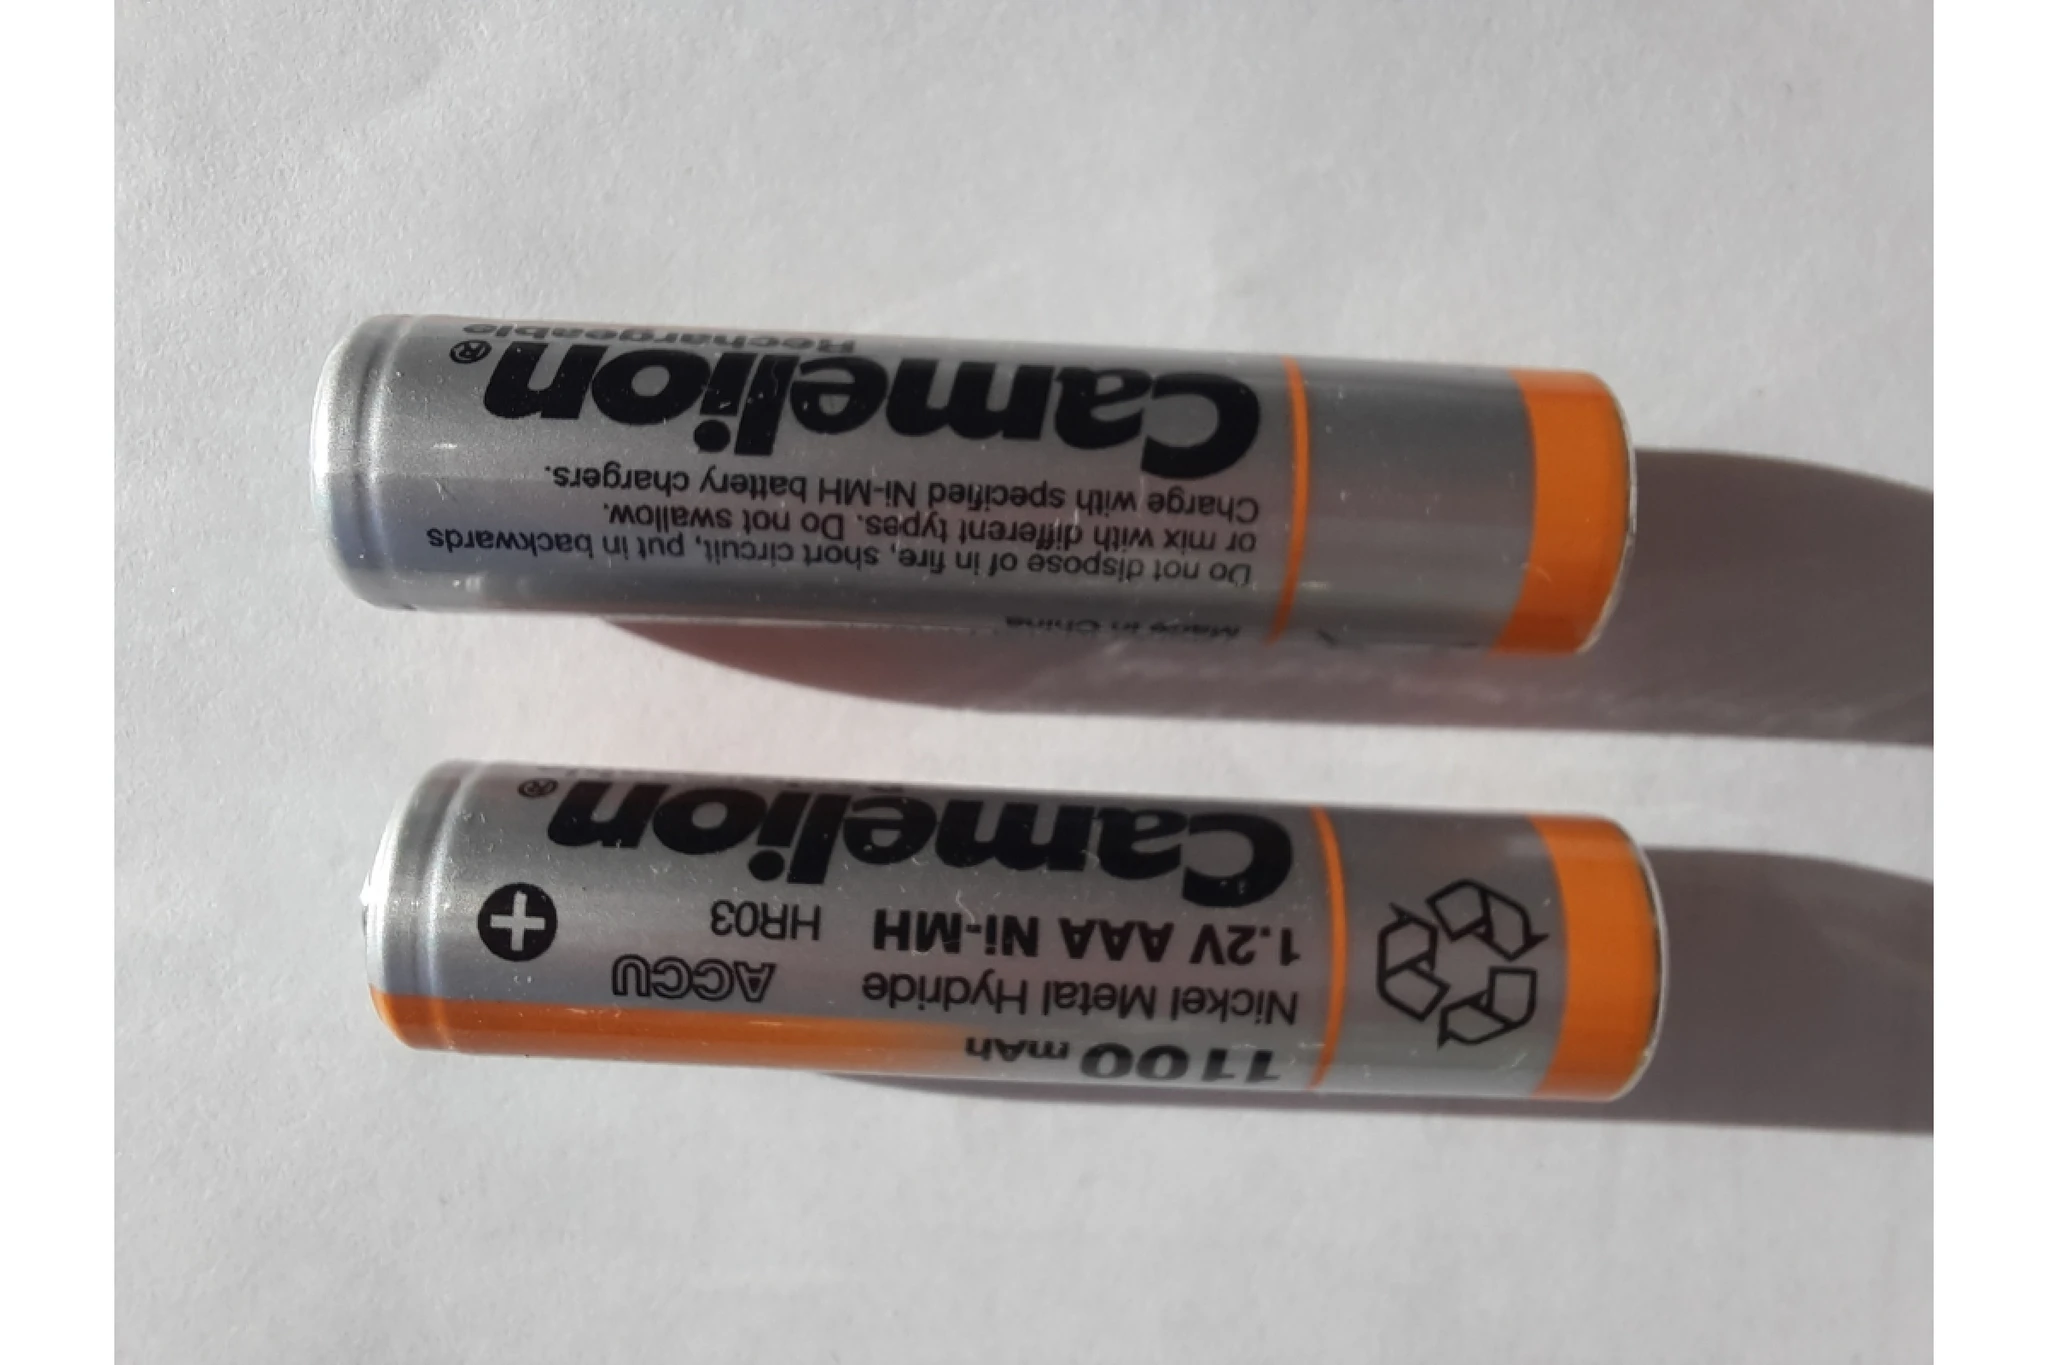 1100 mAh
Nickel Metal Hydride ACCU
1.2V AAA Ni-MH HR03 +
Camelion®
Made in China
Do not dispose of in fire, short circuit, put in backwards
or mix with different types. Do not swallow.
Charge with specified Ni-MH battery chargers.
Camelion®
Rechargeable